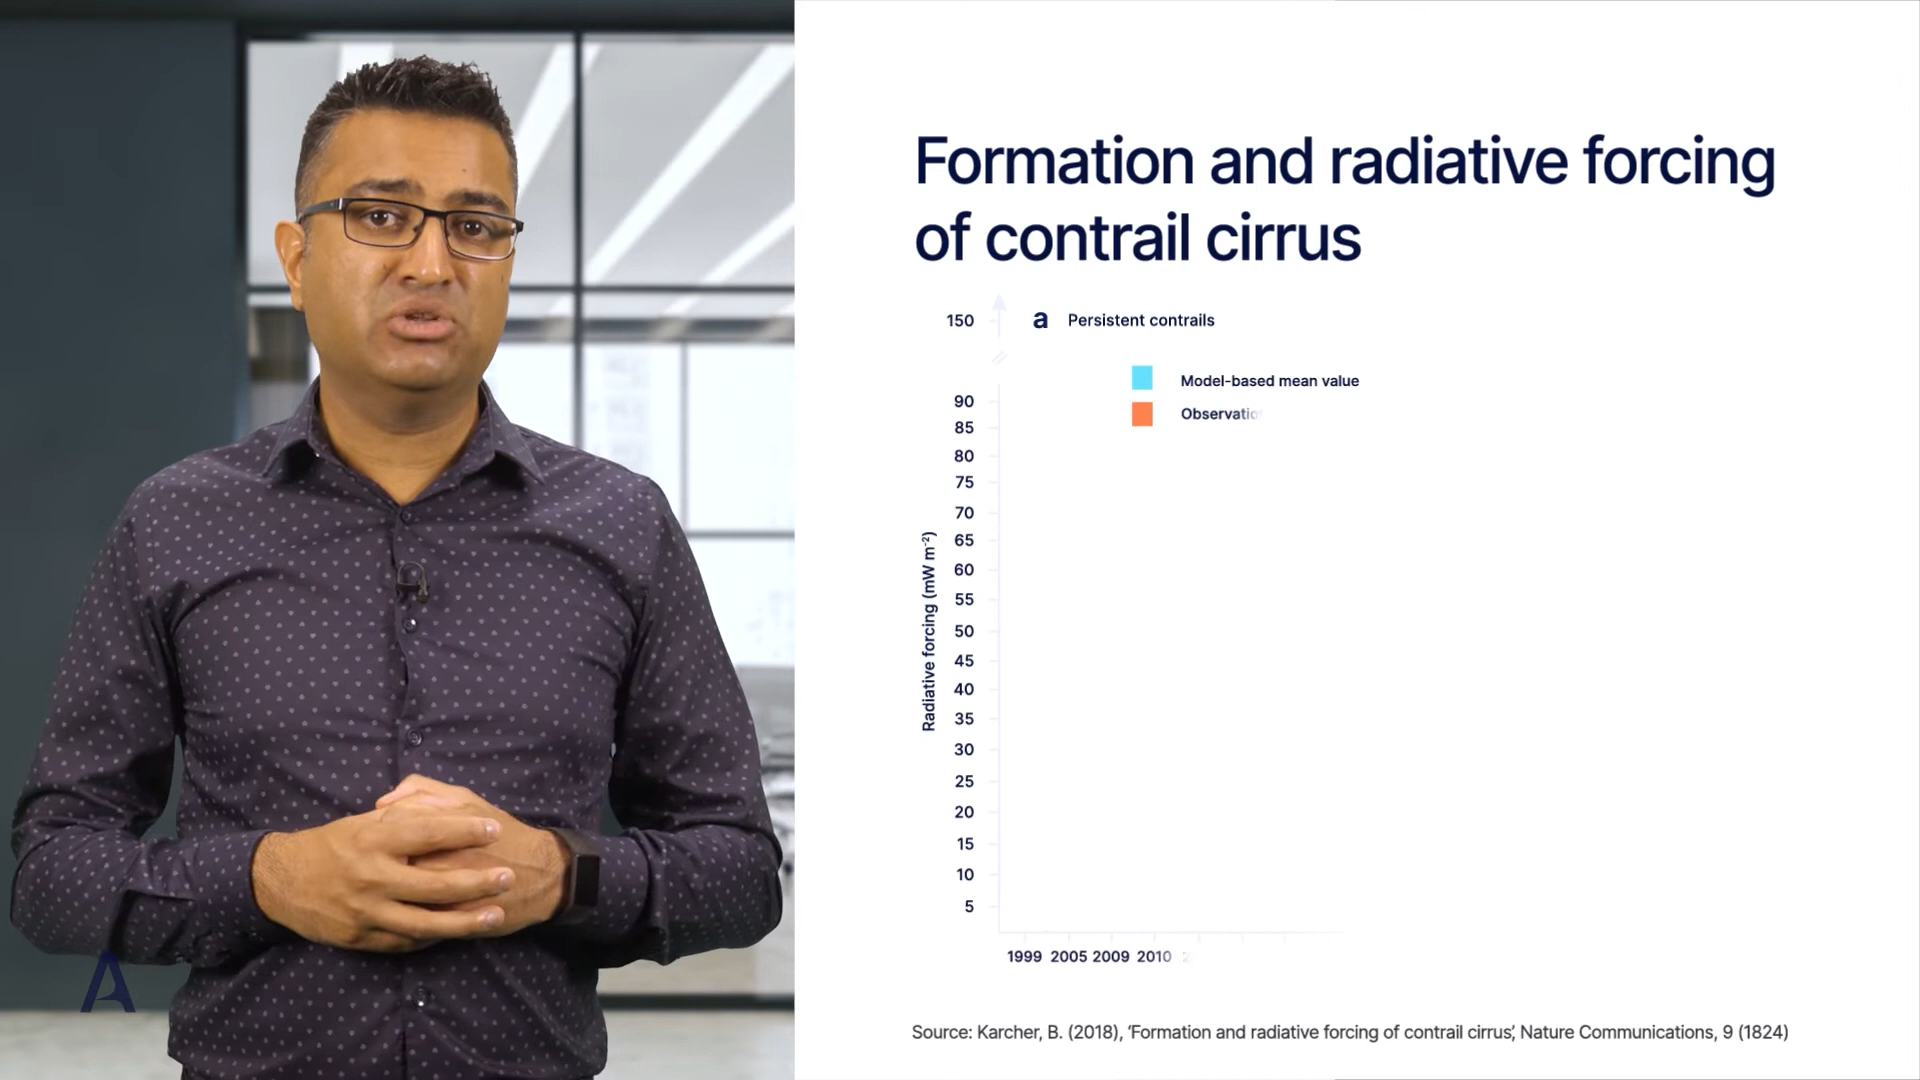 Formation and radiative forcing
of contrail cirrus
150
a Persistent contrails
Model-based mean value
90
85
80
75
70
65
60
55
50
45
40
35
30
25
20
15
10
5
Radiative forcing (mW m⁻²)
1999 2005 2009 2010
Source: Karcher, B. (2018), ‘Formation and radiative forcing of contrail cirrus’, Nature Communications, 9 (1824)